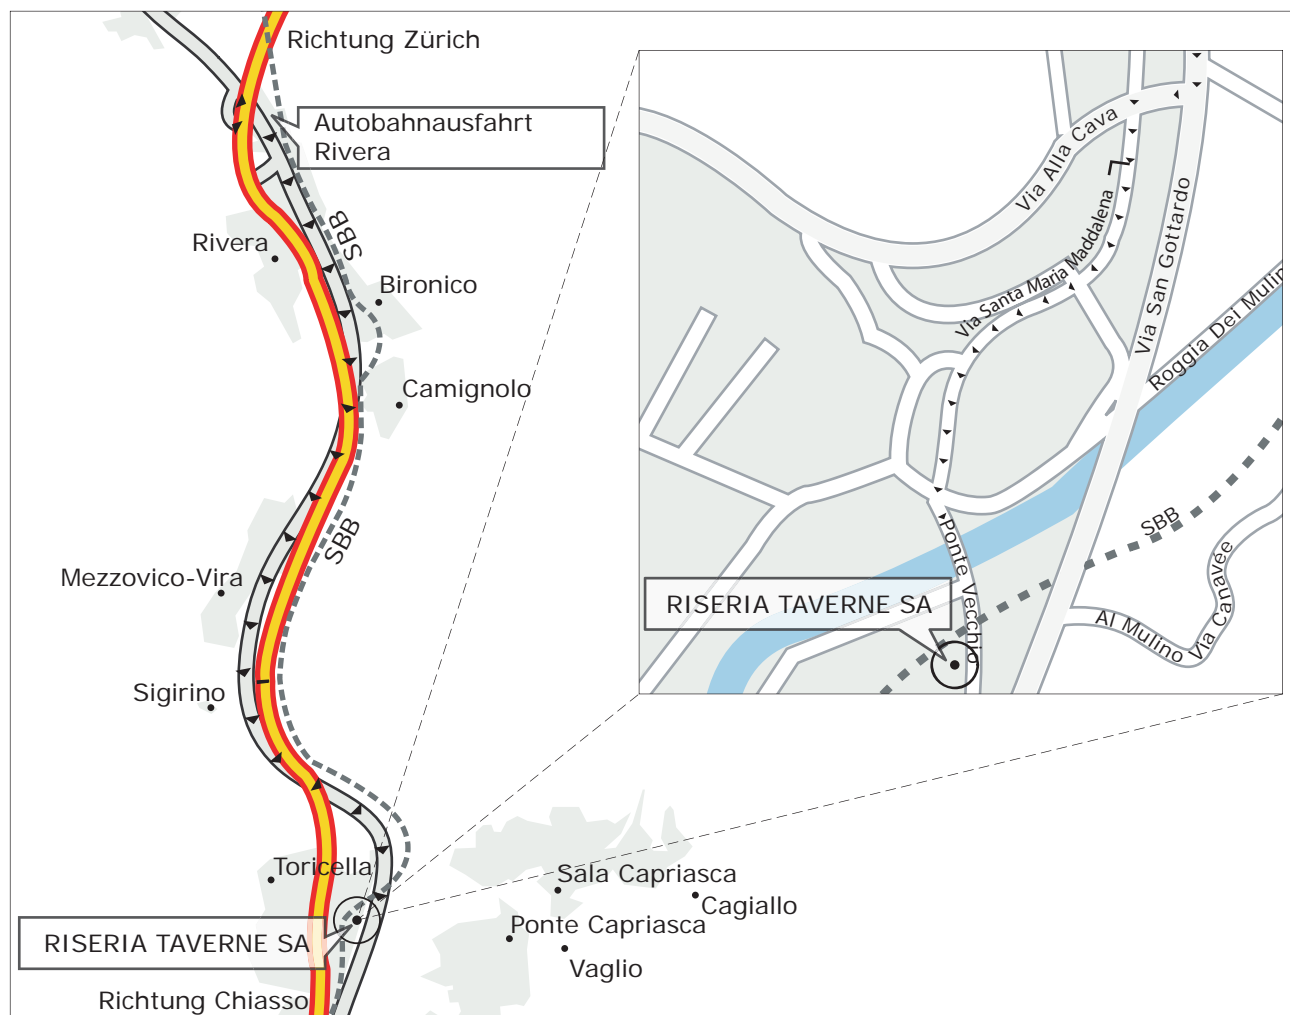 Richtung Zürich
Autobahnausfahrt
Rivera
SBB
Rivera
Bironico
Camignolo
SBB
Mezzovico-Vira
Sigirino
Toricella
RISERIA TAVERNE SA
Richtung Chiasso
Sala Capriasca
Cagiallo
Ponte Capriasca
Vaglio
Via Alla Cava
Via Santa Maria Maddalena
Via San Gottardo
Roggia Dei Mulin
SBB
Ponte Vecchio
RISERIA TAVERNE SA
Al Mulino
Via Canavée